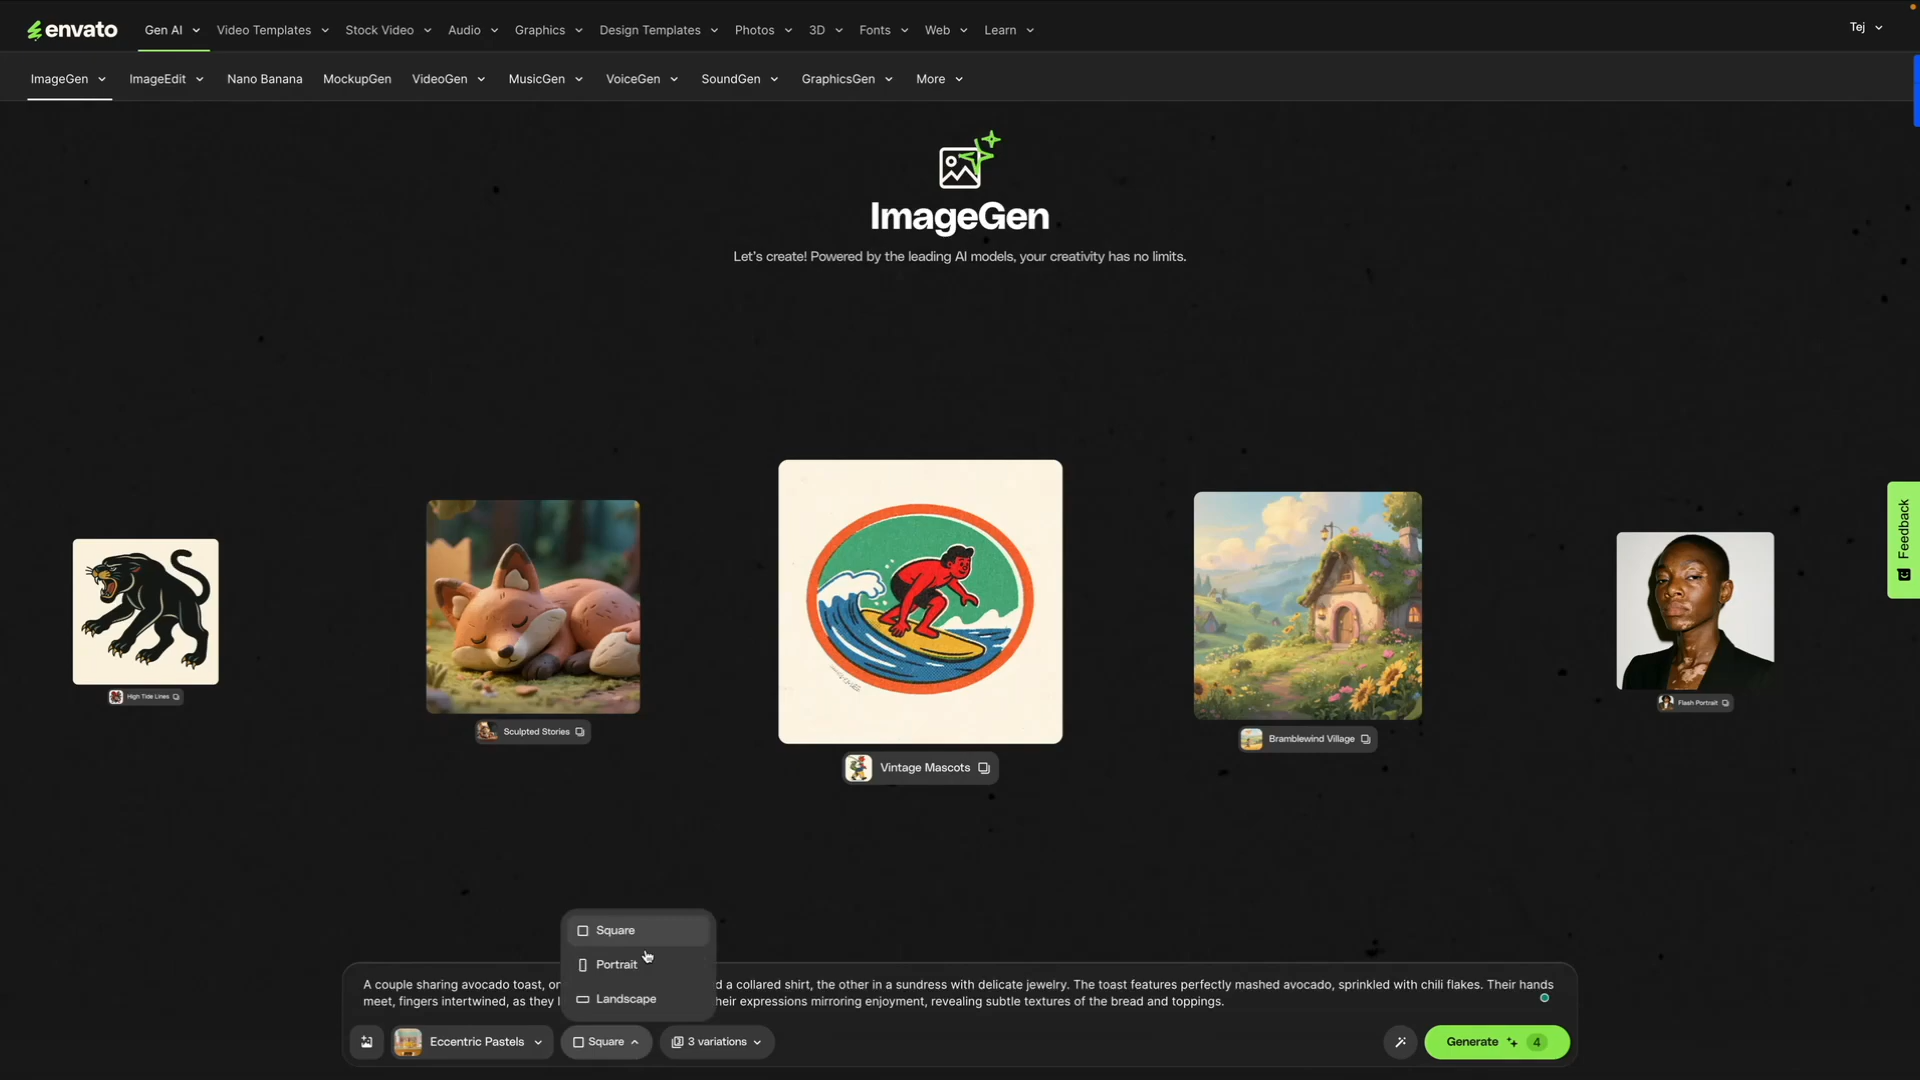 envato
Gen AI Video Templates Stock Video Audio Graphics Design Templates Photos 3D Fonts Web Learn Tej
ImageGen ImageEdit Nano Banana MockupGen VideoGen MusicGen VoiceGen SoundGen GraphicsGen More
ImageGen
Let's create! Powered by the leading AI models, your creativity has no limits.
Feedback
High Tide Lines
Sculpted Stories
Vintage Mascots
Bramblewind Village
Flash Portrait
Square
Portrait
Landscape
A couple sharing avocado toast, d a collared shirt, the other in a sundress with delicate jewelry. The toast features perfectly mashed avocado, sprinkled with chili flakes. Their hands
meet, fingers intertwined, as they heir expressions mirroring enjoyment, revealing subtle textures of the bread and toppings.
Eccentric Pastels Square 3 variations Generate 4